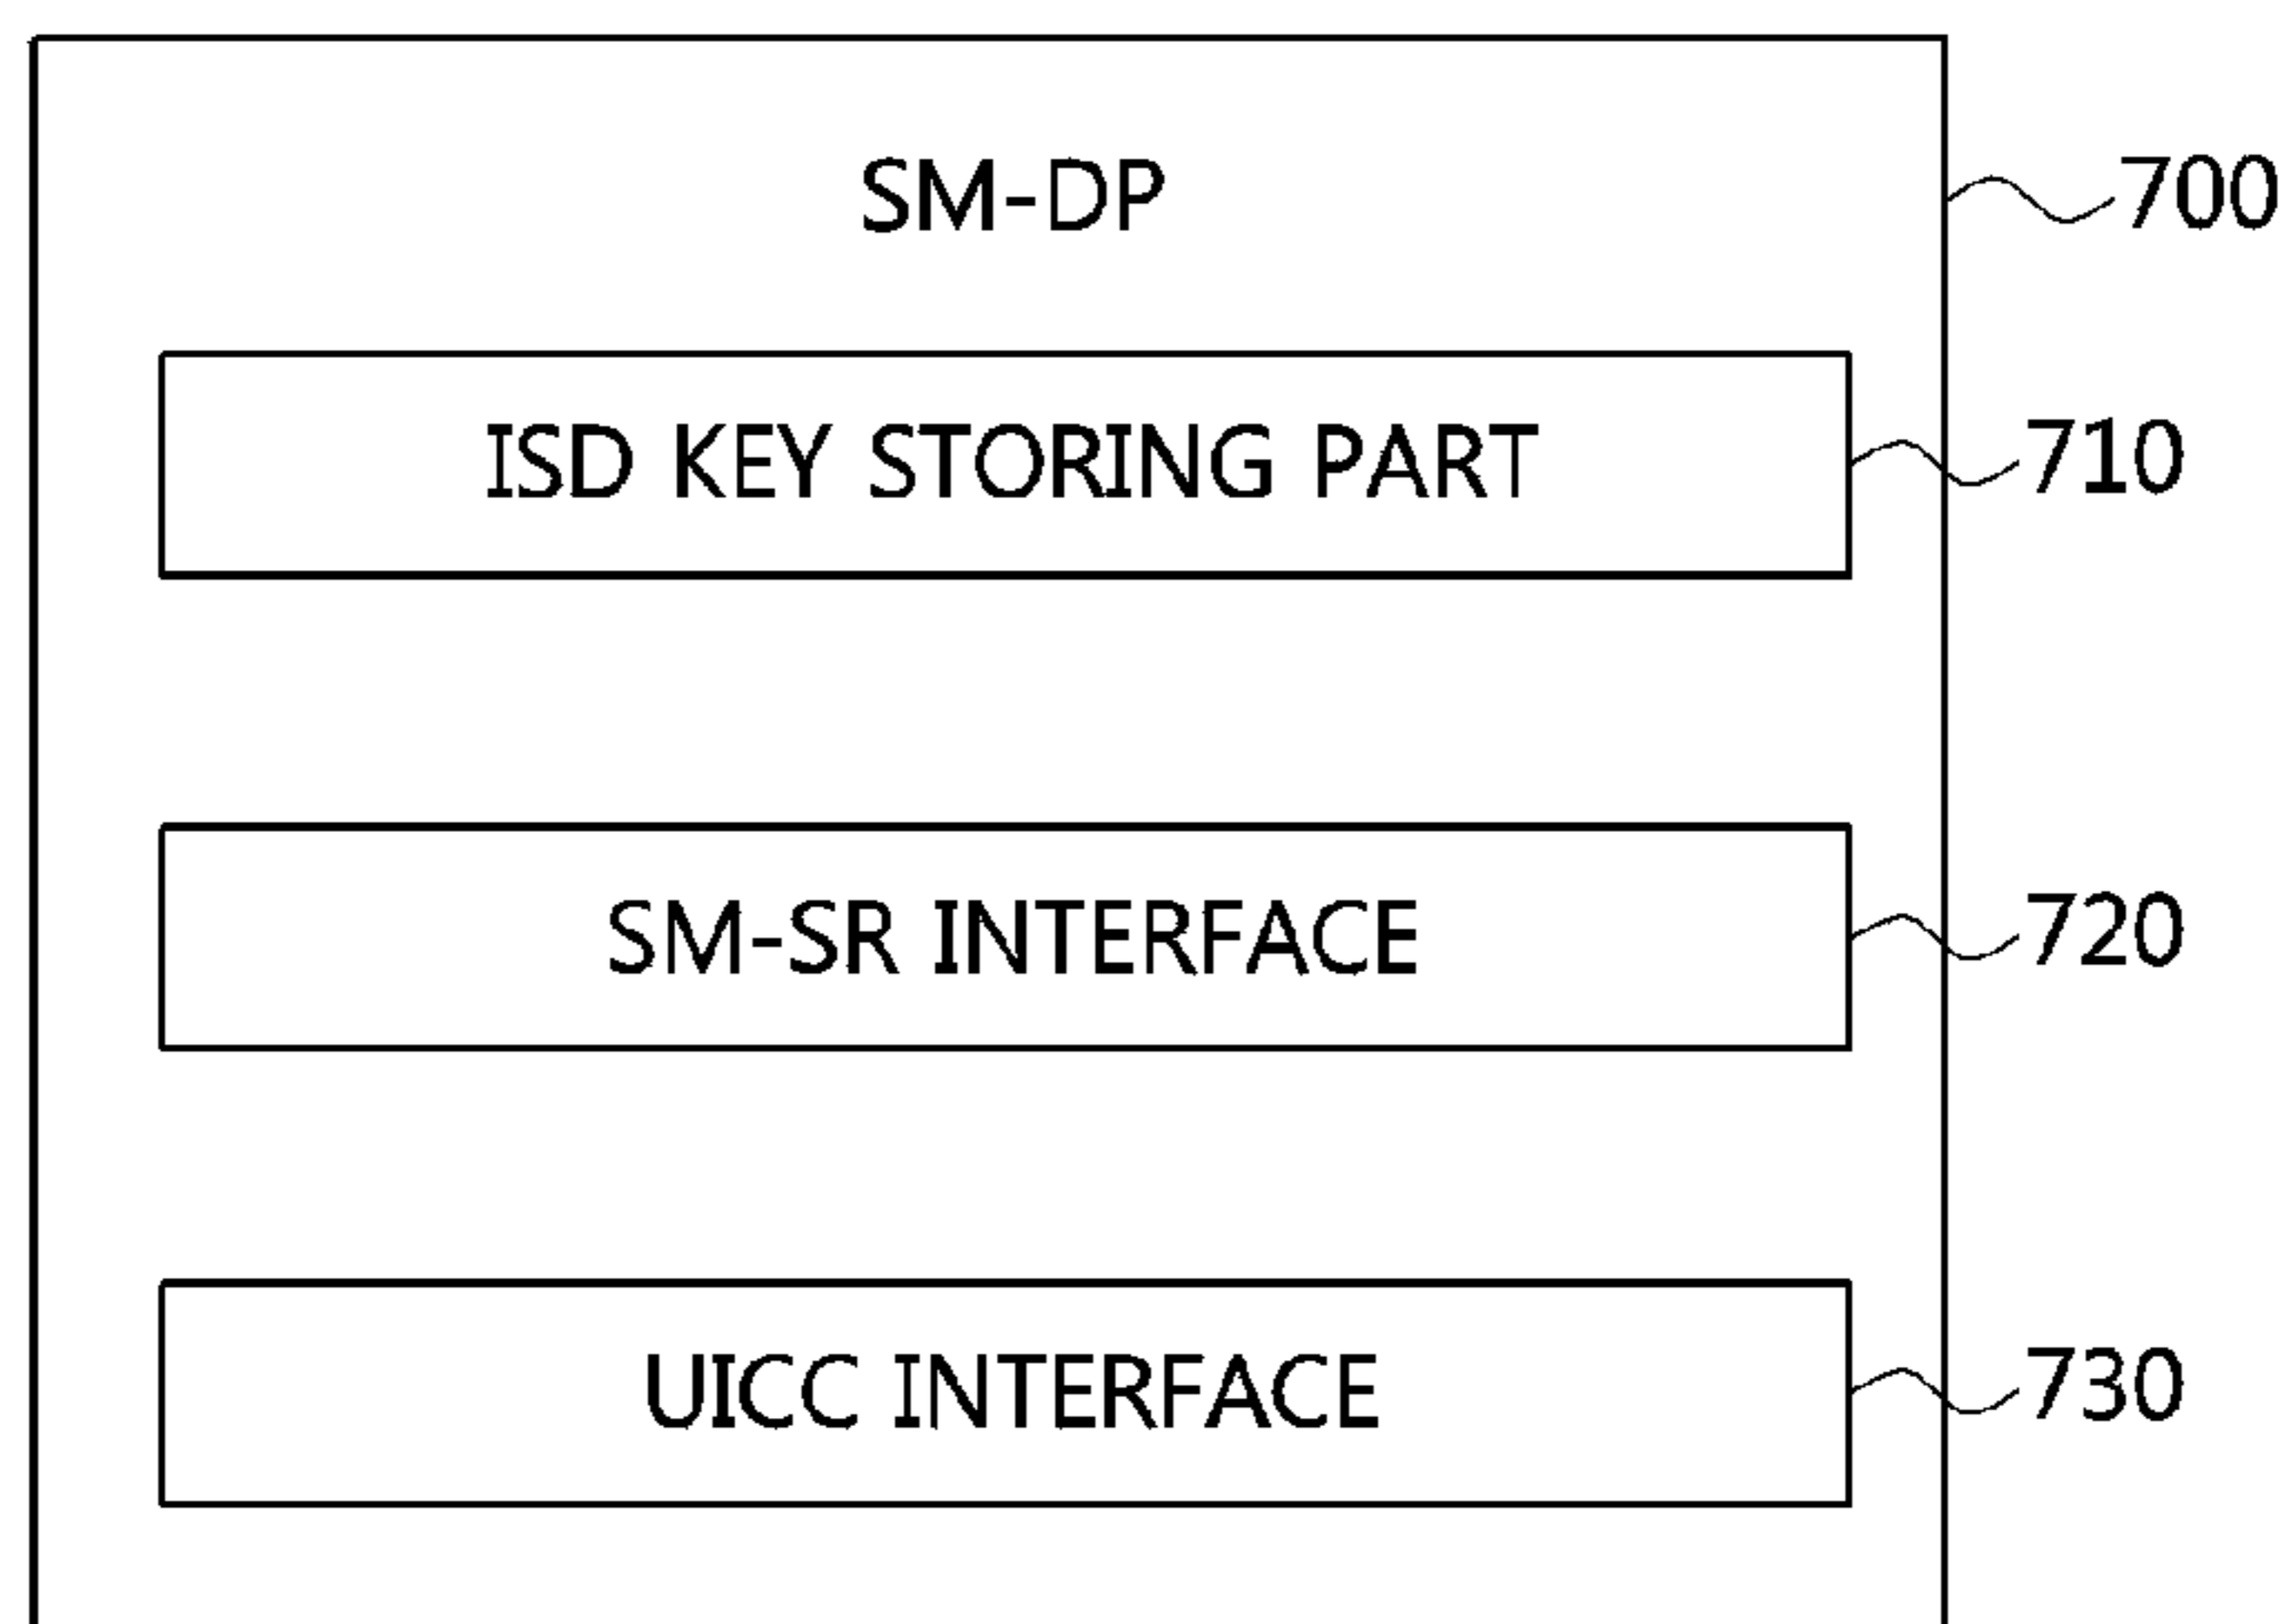 SM-DP
700
ISD KEY STORING PART
710
SM-SR INTERFACE
720
UICC INTERFACE
730